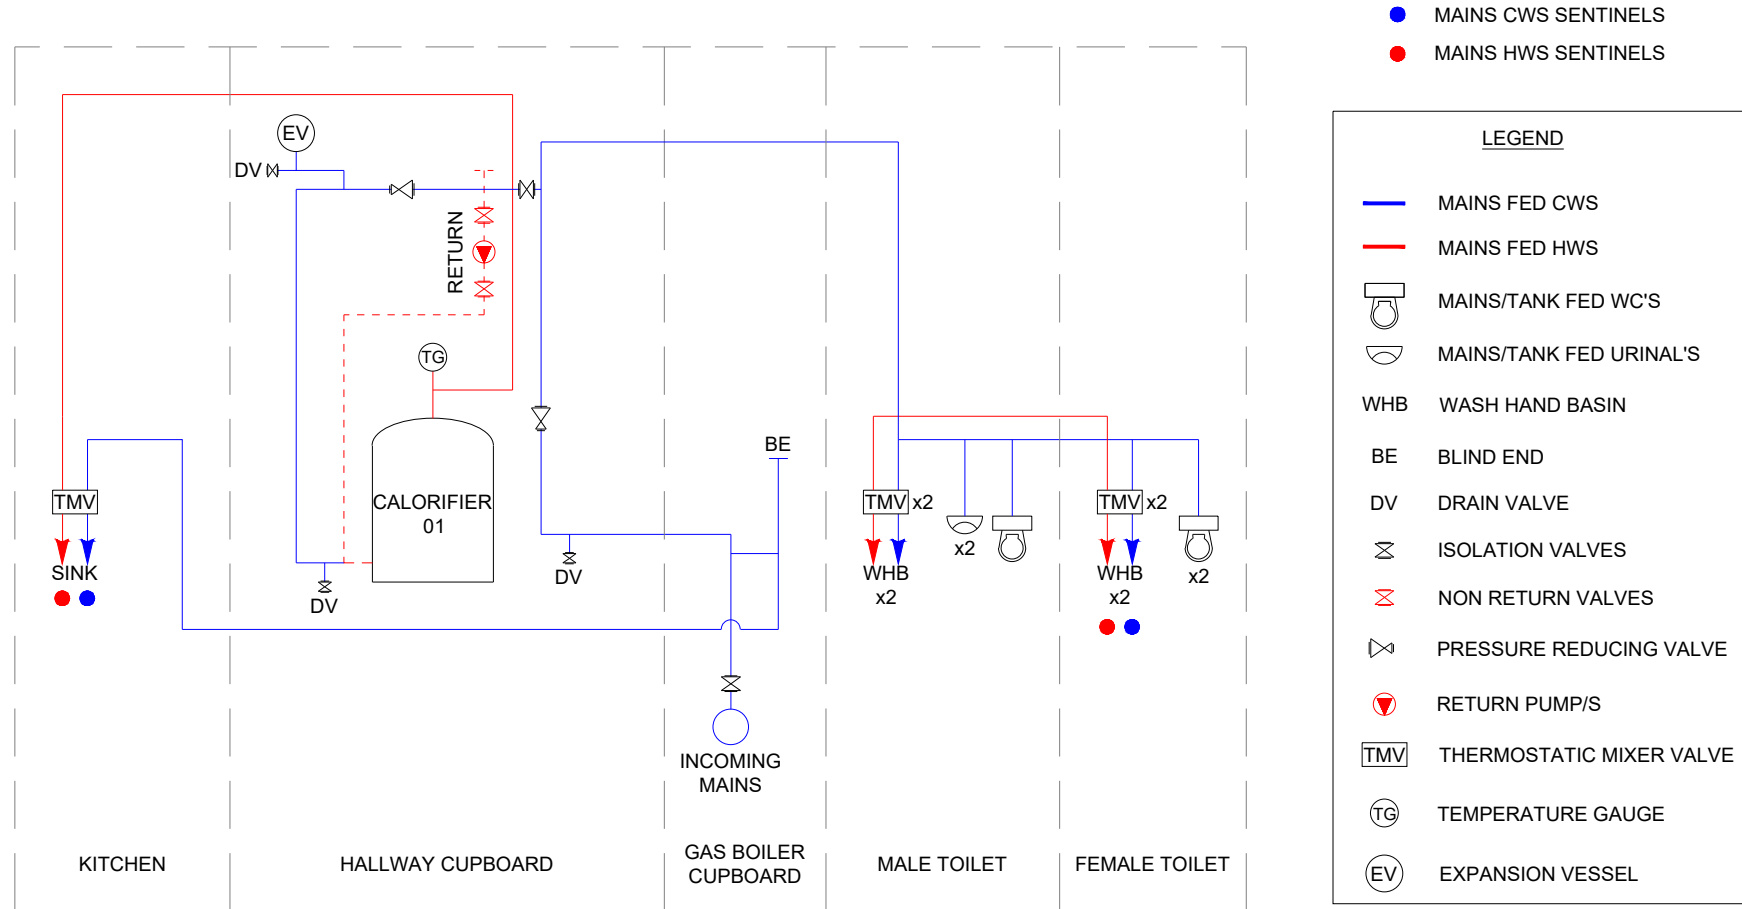 MAINS CWS SENTINELS
MAINS HWS SENTINELS
LEGEND
MAINS FED CWS
MAINS FED HWS
MAINS/TANK FED WC'S
MAINS/TANK FED URINAL'S
WHB WASH HAND BASIN
BE BLIND END
DV DRAIN VALVE
ISOLATION VALVES
NON RETURN VALVES
PRESSURE REDUCING VALVE
RETURN PUMP/S
TMV THERMOSTATIC MIXER VALVE
TG TEMPERATURE GAUGE
EV EXPANSION VESSEL
EV
DV
RETURN
TG
CALORIFIER
01
DV
DV
BE
TMV
SINK
TMV x2
WHB
x2
x2
TMV x2
WHB
x2
x2
INCOMING
MAINS
KITCHEN
HALLWAY CUPBOARD
GAS BOILER
CUPBOARD
MALE TOILET
FEMALE TOILET